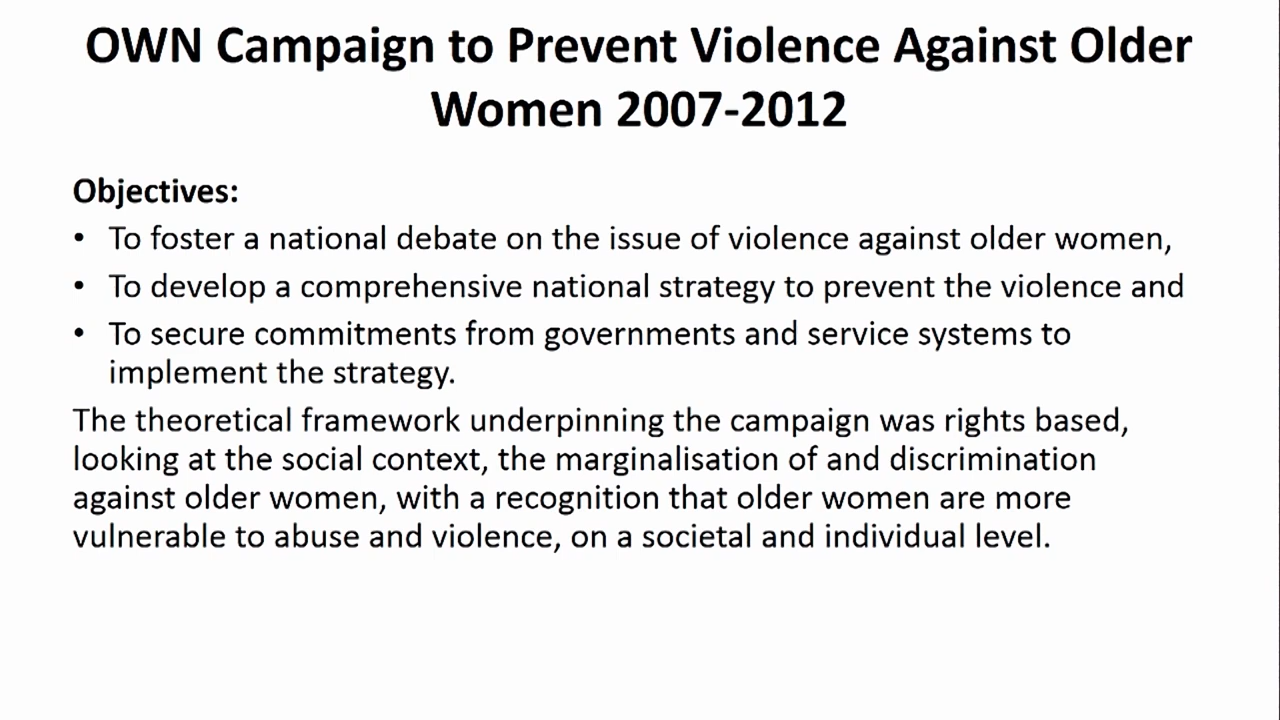 OWN Campaign to Prevent Violence Against Older
Women 2007-2012
Objectives:
• To foster a national debate on the issue of violence against older women,
• To develop a comprehensive national strategy to prevent the violence and
• To secure commitments from governments and service systems to
implement the strategy.
The theoretical framework underpinning the campaign was rights based,
looking at the social context, the marginalisation of and discrimination
against older women, with a recognition that older women are more
vulnerable to abuse and violence, on a societal and individual level.